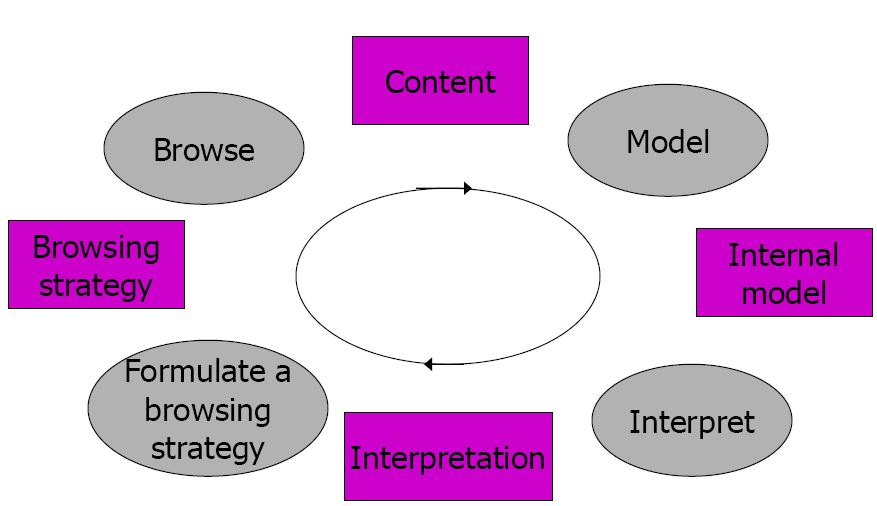 Content
Browse
Model
Browsing
strategy
Internal
model
Formulate a
browsing
strategy
Interpret
Interpretation